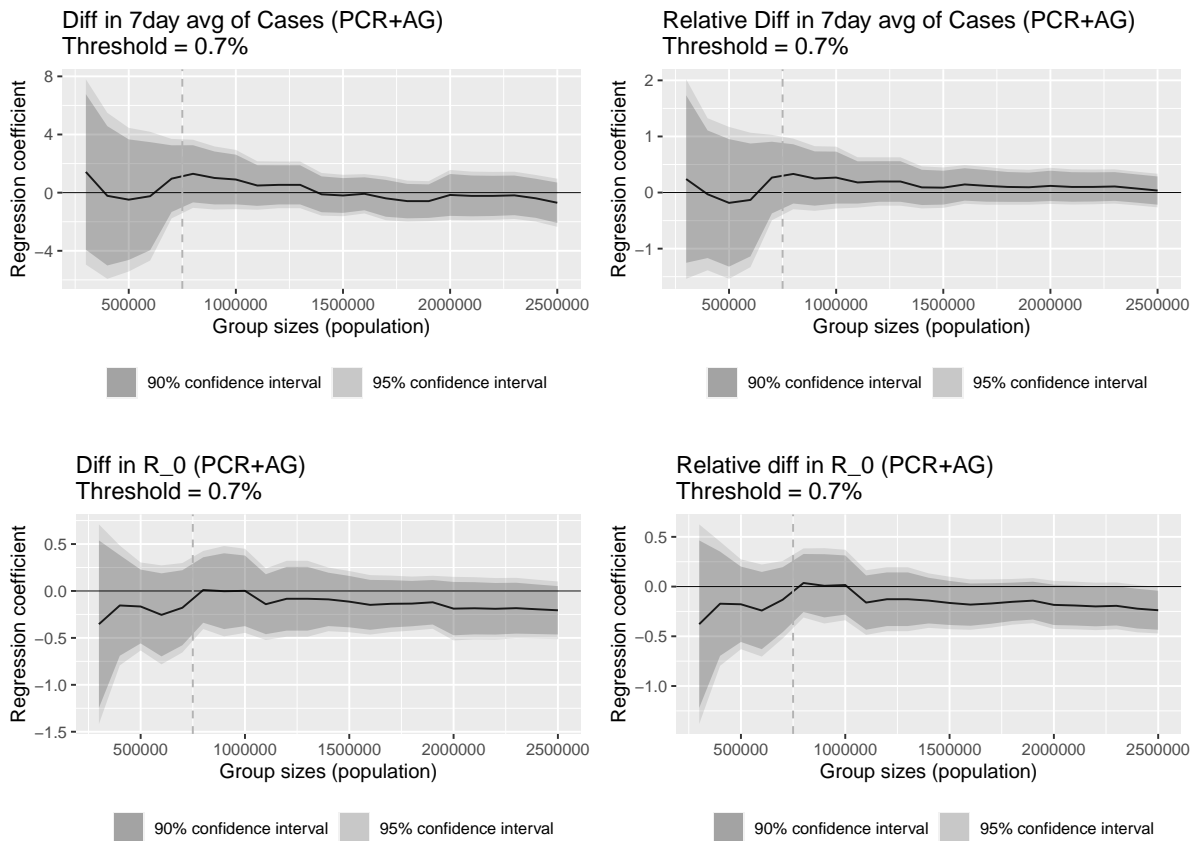 Diff in 7day avg of Cases (PCR+AG)
Threshold = 0.7%
Regression coefficient
8
4
0
−4
500000 1000000 1500000 2000000 2500000
Group sizes (population)
90% confidence interval 95% confidence interval
Relative Diff in 7day avg of Cases (PCR+AG)
Threshold = 0.7%
Regression coefficient
2
1
0
−1
500000 1000000 1500000 2000000 2500000
Group sizes (population)
90% confidence interval 95% confidence interval
Diff in R_0 (PCR+AG)
Threshold = 0.7%
Regression coefficient
0.5
0.0
−0.5
−1.0
−1.5
500000 1000000 1500000 2000000 2500000
Group sizes (population)
90% confidence interval 95% confidence interval
Relative diff in R_0 (PCR+AG)
Threshold = 0.7%
Regression coefficient
0.5
0.0
−0.5
−1.0
500000 1000000 1500000 2000000 2500000
Group sizes (population)
90% confidence interval 95% confidence interval